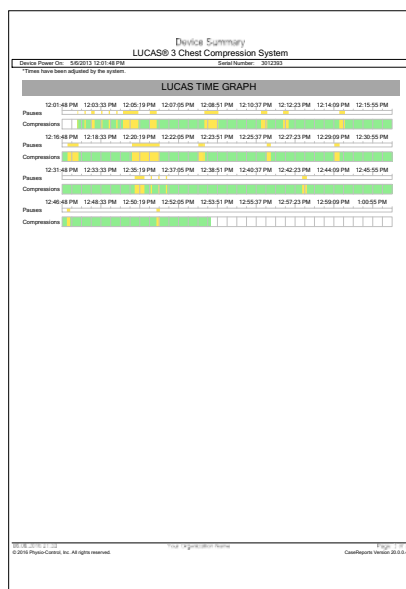 Device Summary
LUCAS® 3 Chest Compression System
Device Power On: 5/6/2013 12:01:48 PM Serial Number: 3012393
*Times have been adjusted by the system.
LUCAS TIME GRAPH
12:01:48 PM 12:03:33 PM 12:05:19 PM 12:07:05 PM 12:08:51 PM 12:10:37 PM 12:12:23 PM 12:14:09 PM 12:15:55 PM
Pauses
Compressions
12:16:48 PM 12:18:33 PM 12:20:19 PM 12:22:05 PM 12:23:51 PM 12:25:37 PM 12:27:23 PM 12:29:09 PM 12:30:55 PM
Pauses
Compressions
12:31:48 PM 12:33:33 PM 12:35:19 PM 12:37:05 PM 12:38:51 PM 12:40:37 PM 12:42:23 PM 12:44:09 PM 12:45:55 PM
Pauses
Compressions
12:46:48 PM 12:48:33 PM 12:50:19 PM 12:52:05 PM 12:53:51 PM 12:55:37 PM 12:57:23 PM 12:59:09 PM 1:00:55 PM
Pauses
Compressions
Your Organization Name
© 2016 Physio-Control, Inc. All rights reserved. CaseReports Version 20.0.0